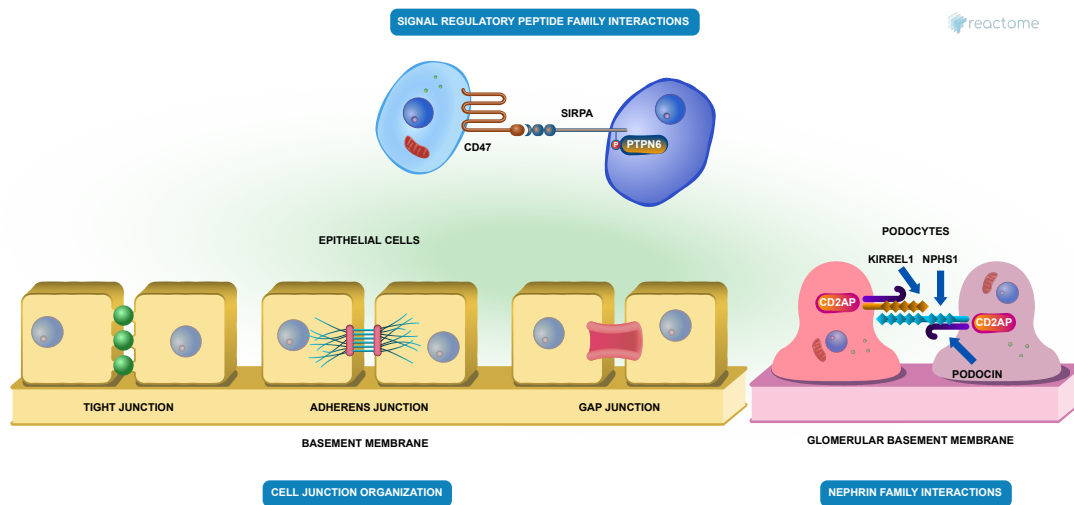 SIGNAL REGULATORY PEPTIDE FAMILY INTERACTIONS
reactome
SIRPA
CD47
P
PTPN6
EPITHELIAL CELLS
PODOCYTES
KIRREL1 NPHS1
CD2AP
CD2AP
PODOCIN
TIGHT JUNCTION
ADHERENS JUNCTION
GAP JUNCTION
BASEMENT MEMBRANE
GLOMERULAR BASEMENT MEMBRANE
CELL JUNCTION ORGANIZATION
NEPHRIN FAMILY INTERACTIONS